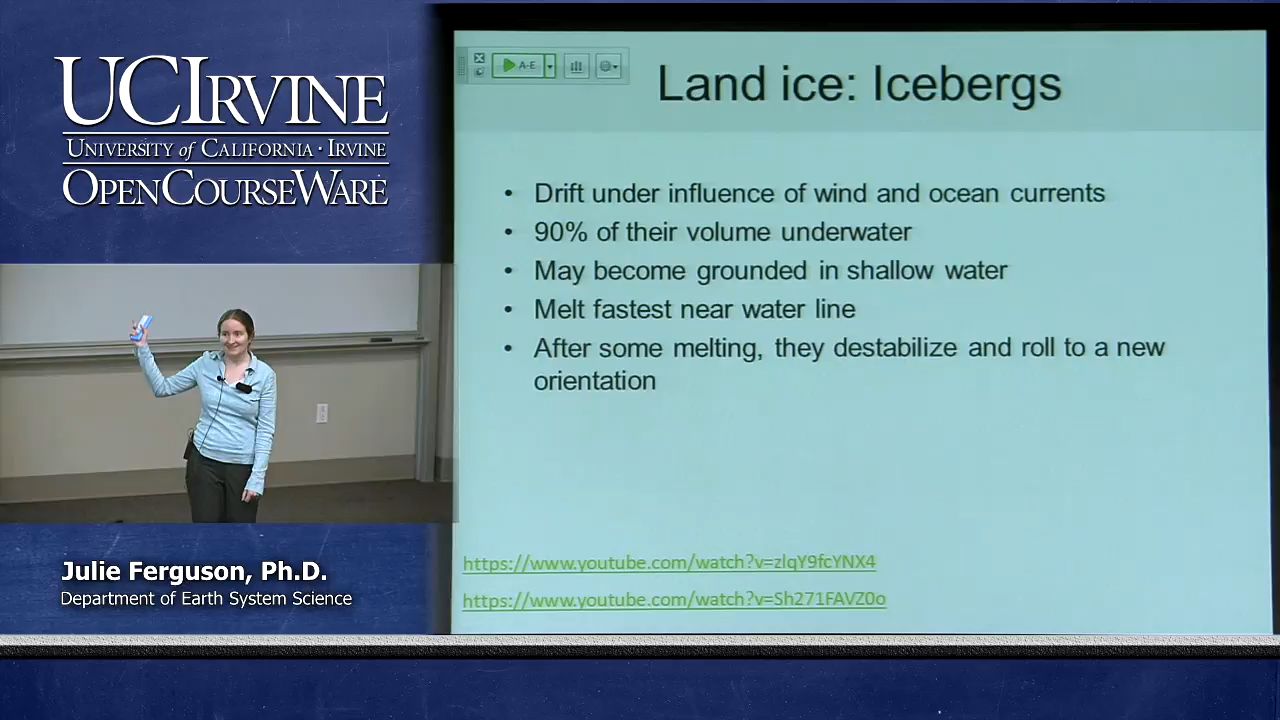 UCIRVINE
UNIVERSITY of CALIFORNIA · IRVINE
OPENCOURSEWARE
A-E
Land ice: Icebergs
• Drift under influence of wind and ocean currents
• 90% of their volume underwater
• May become grounded in shallow water
• Melt fastest near water line
• After some melting, they destabilize and roll to a new
orientation
https://www.youtube.com/watch?v=zlqY9fcYNX4
https://www.youtube.com/watch?v=Sh271FAVZ0o
Julie Ferguson, Ph.D.
Department of Earth System Science